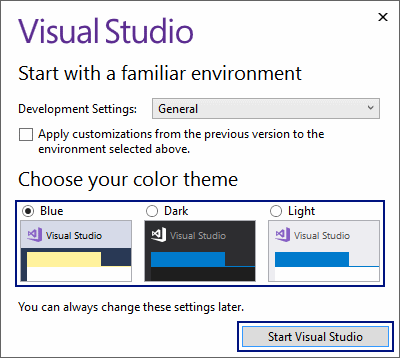 Visual Studio
Start with a familiar environment
Development Settings: General
Apply customizations from the previous version to the
environment selected above.
Choose your color theme
Blue Dark Light
Visual Studio Visual Studio Visual Studio
You can always change these settings later.
Start Visual Studio